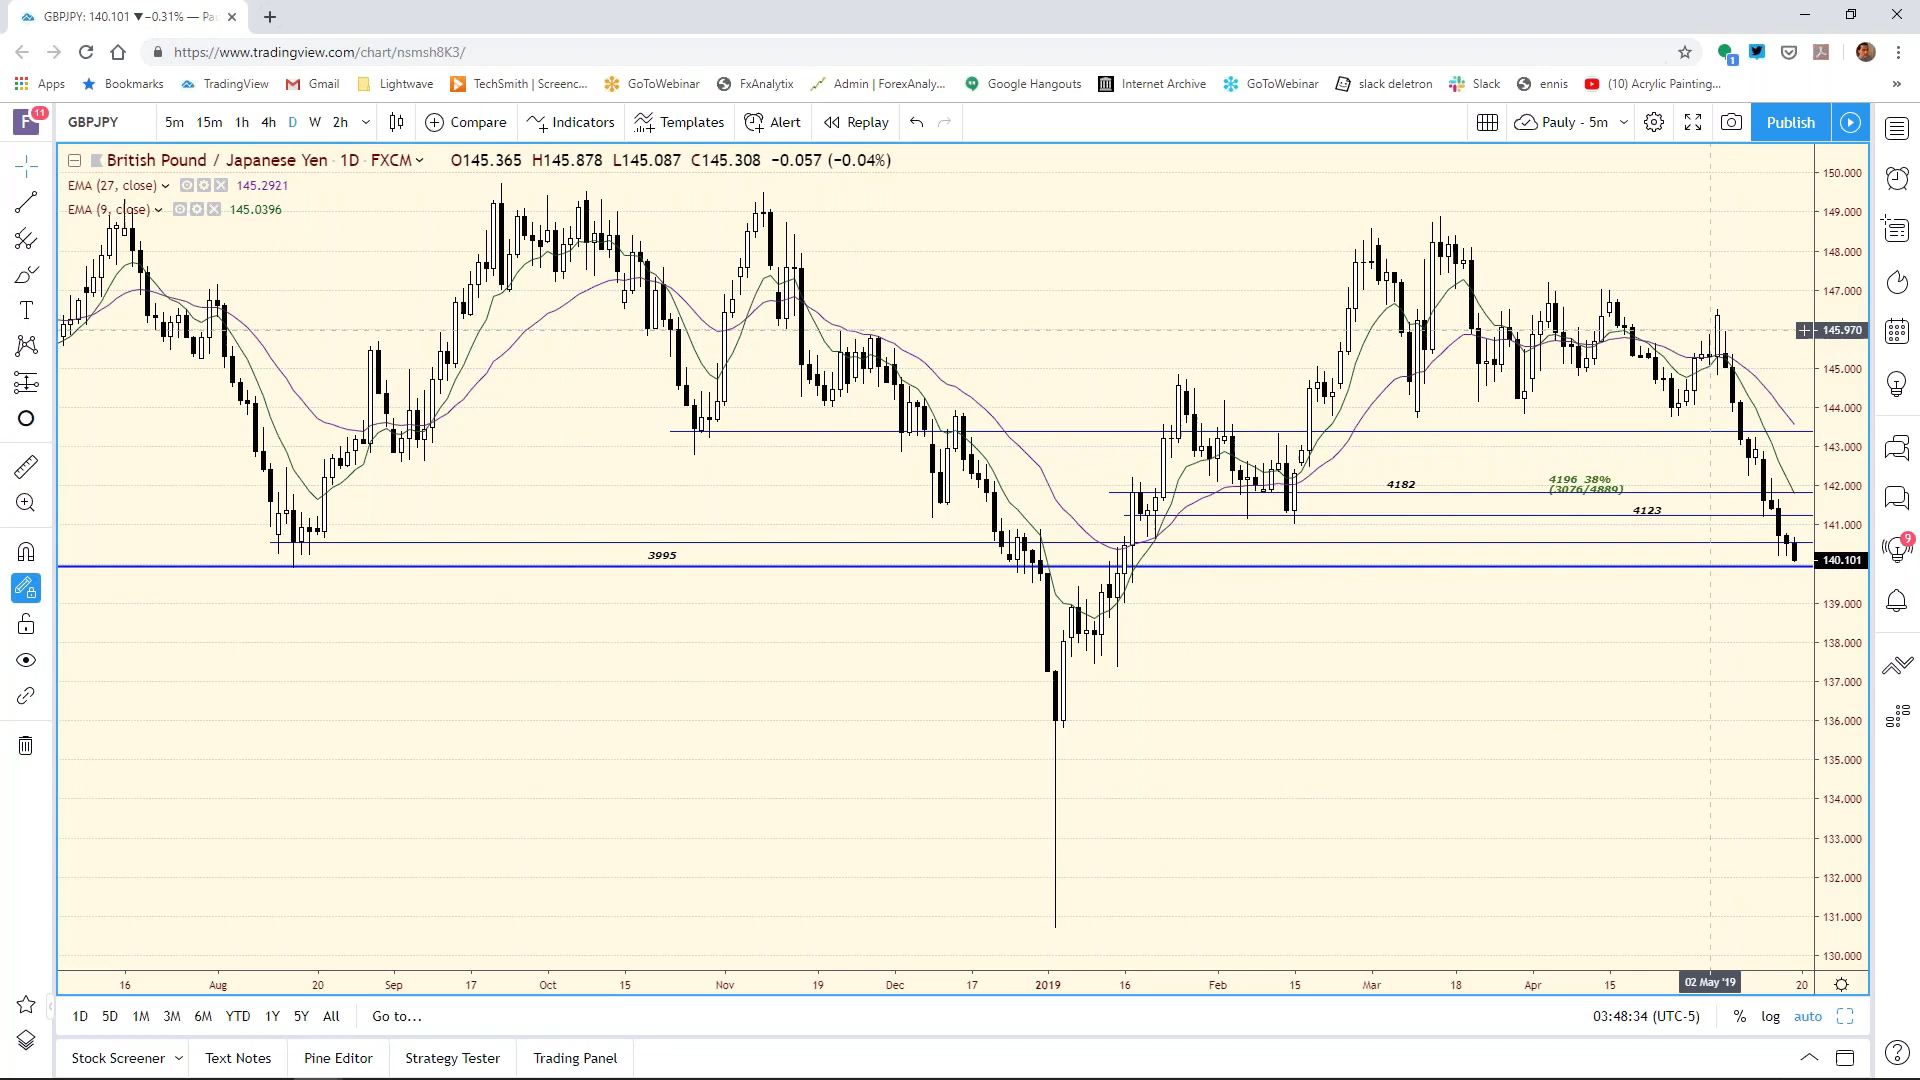 GBPJPY: 140.101 ▼−0.31% — Pa
https://www.tradingview.com/chart/nsmsh8K3/
1
Apps Bookmarks TradingView Gmail Lightwave TechSmith | Screenc... GoToWebinar FxAnalytix Admin | ForexAnaly... Google Hangouts Internet Archive GoToWebinar slack deletron Slack ennis (10) Acrylic Painting... »
F 11 GBPJPY 5m 15m 1h 4h D W 2h Compare Indicators Templates Alert Replay Pauly - 5m Publish
British Pound / Japanese Yen · 1D · FXCM O145.365 H145.878 L145.087 C145.308 −0.057 (−0.04%)
EMA (27, close) 145.2921
EMA (9, close) 145.0396
150.000
149.000
148.000
147.000
145.970
145.000
144.000
143.000
142.000
141.000
140.101
139.000
138.000
137.000
136.000
135.000
134.000
133.000
132.000
131.000
130.000
4182
4196 38%
(3076/4889)
4123
3995
9
16 Aug 20 Sep 17 Oct 15 Nov 19 Dec 17 2019 16 Feb 15 Mar 18 Apr 15 02 May '19 20
1D 5D 1M 3M 6M YTD 1Y 5Y All Go to... 03:48:34 (UTC-5) % log auto
Stock Screener Text Notes Pine Editor Strategy Tester Trading Panel